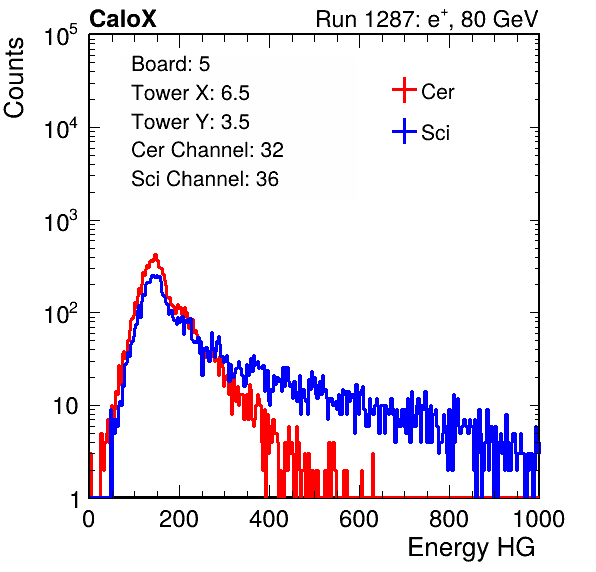 CaloX Run 1287: e⁺, 80 GeV
Counts
10⁵
10⁴
10³
10²
10
1
Board: 5
Tower X: 6.5
Tower Y: 3.5
Cer Channel: 32
Sci Channel: 36
Cer
Sci
0 200 400 600 800 1000
Energy HG